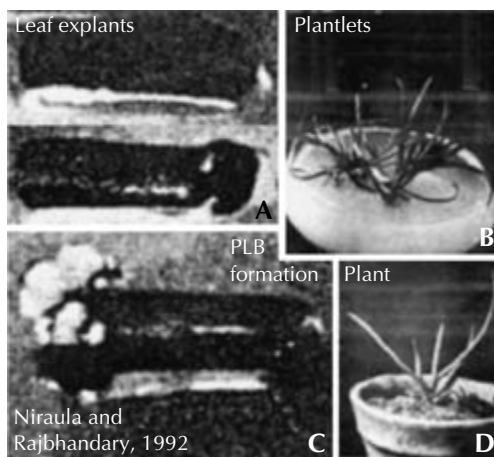 Leaf explants
Plantlets
A
B
PLB
formation
Plant
Niraula and
Rajbhandary, 1992
C
D